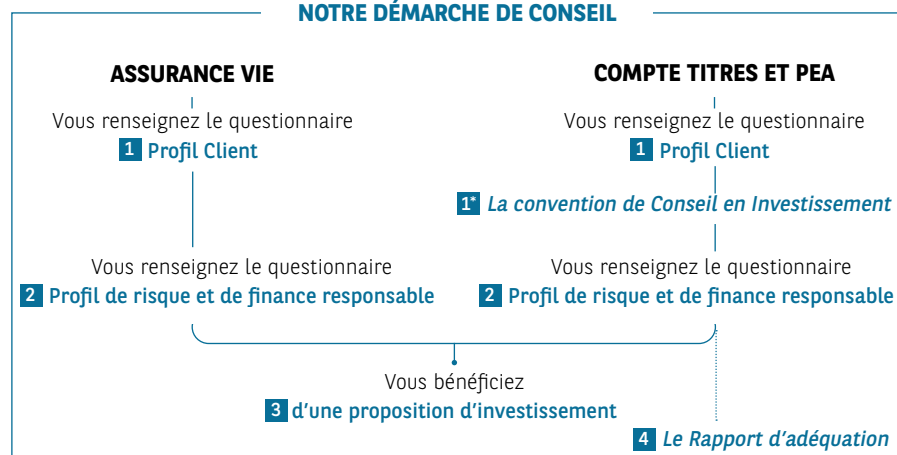 NOTRE DÉMARCHE DE CONSEIL
ASSURANCE VIE
Vous renseignez le questionnaire
1 Profil Client
Vous renseignez le questionnaire
2 Profil de risque et de finance responsable
COMPTE TITRES ET PEA
Vous renseignez le questionnaire
1 Profil Client
1* La convention de Conseil en Investissement
Vous renseignez le questionnaire
2 Profil de risque et de finance responsable
Vous bénéficiez
3 d'une proposition d'investissement
4 Le Rapport d'adéquation